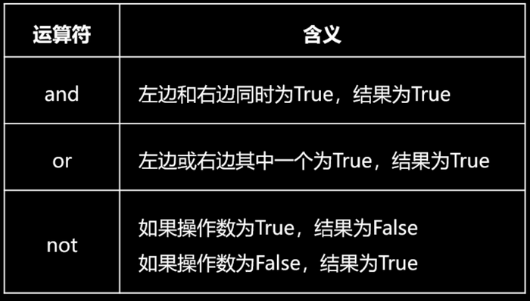 运算符 含义
and 左边和右边同时为True，结果为True
or 左边或右边其中一个为True，结果为True
not 如果操作数为True，结果为False
如果操作数为False，结果为True